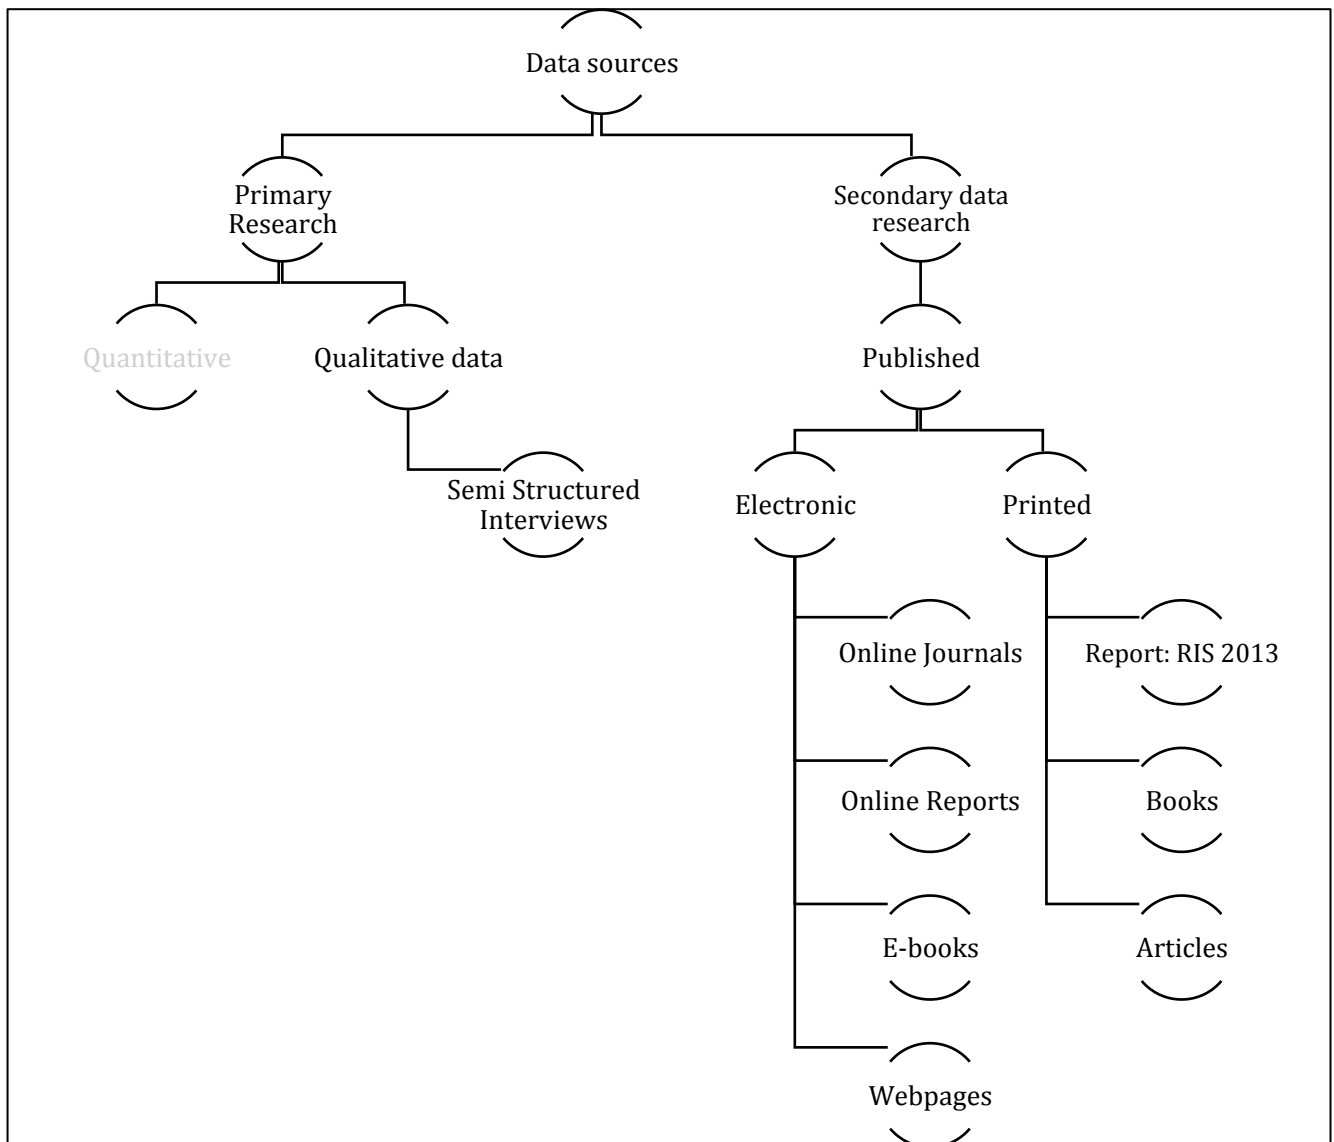 Data sources
Primary
Research
Secondary data
research
Quantitative
Qualitative data
Published
Semi Structured
Interviews
Electronic
Printed
Online Journals
Report: RIS 2013
Online Reports
Books
E-books
Articles
Webpages